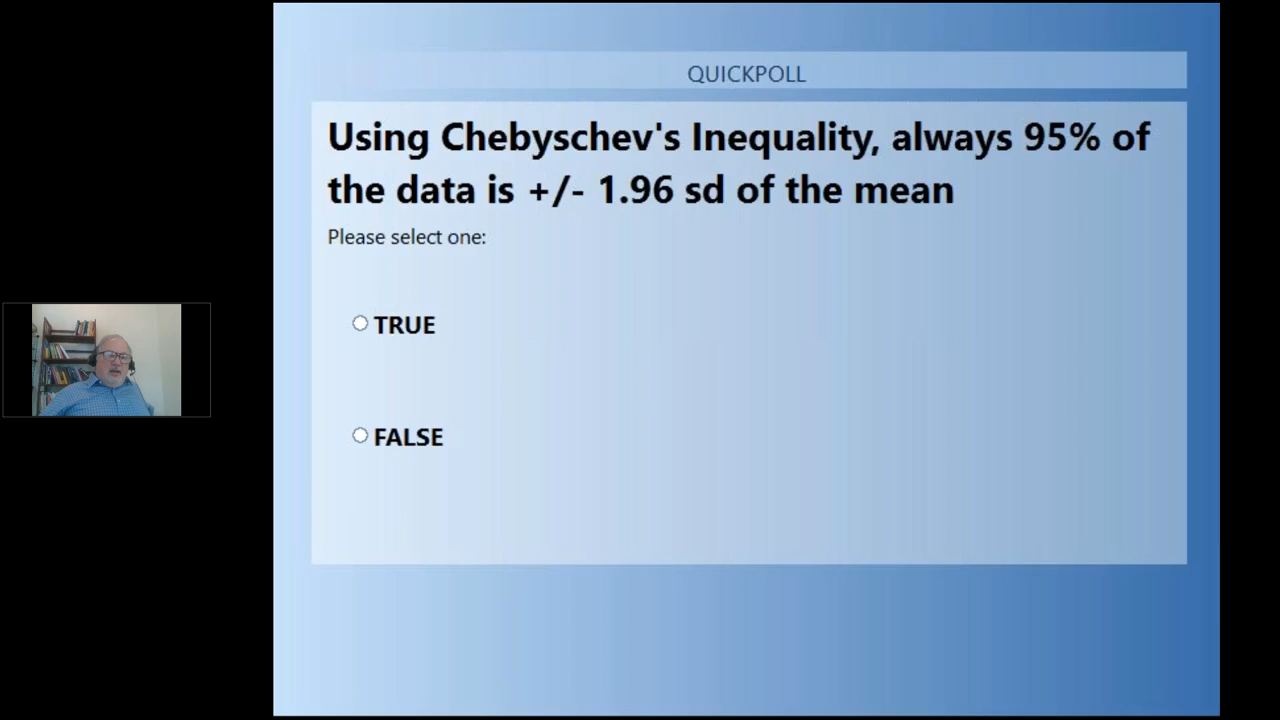 QUICKPOLL
Using Chebyschev's Inequality, always 95% of
the data is +/- 1.96 sd of the mean
Please select one:
TRUE
FALSE